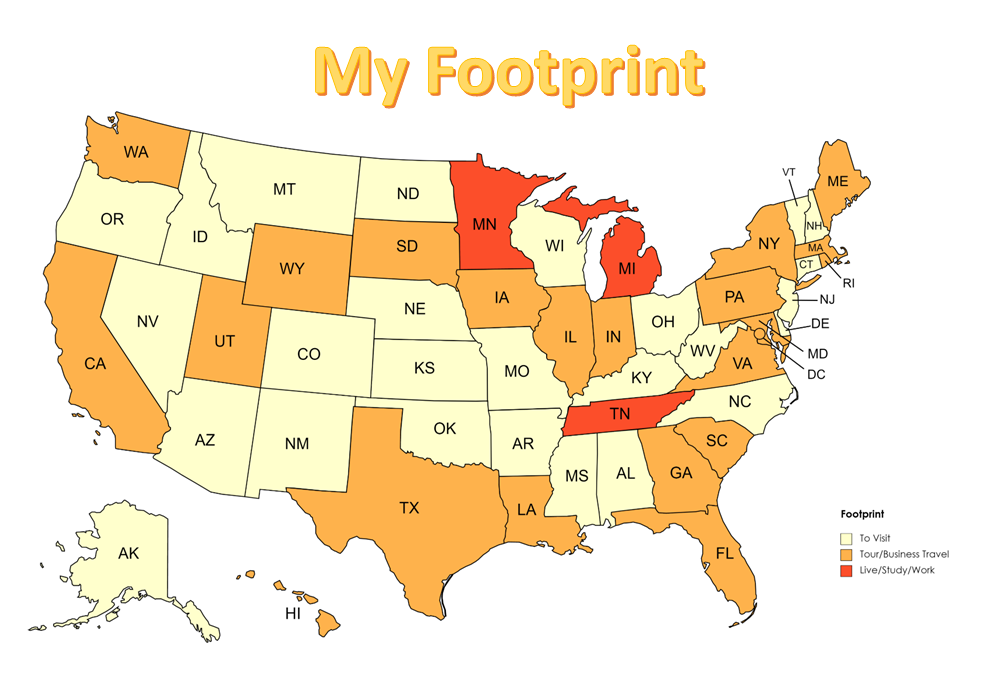 My Footprint
WA
MT
ND
MN
VT
ME
OR
ID
SD
WI
NY
NH
MA
CT
WY
MI
RI
IA
PA
NJ
NE
NV
UT
IL
IN
OH
DE
CO
CA
WV
VA
MD
DC
KS
MO
KY
NC
TN
AZ
NM
OK
AR
SC
MS
AL
GA
TX
LA
Footprint
To Visit
Tour/Business Travel
Live/Study/Work
AK
FL
HI